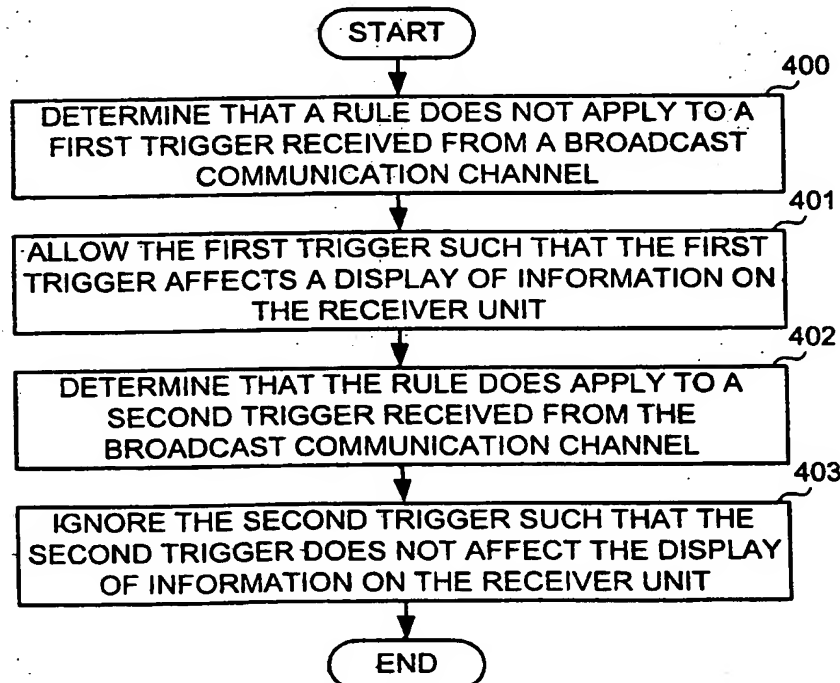 START
400
DETERMINE THAT A RULE DOES NOT APPLY TO A
FIRST TRIGGER RECEIVED FROM A BROADCAST
COMMUNICATION CHANNEL
401
ALLOW THE FIRST TRIGGER SUCH THAT THE FIRST
TRIGGER AFFECTS A DISPLAY OF INFORMATION ON
THE RECEIVER UNIT
402
DETERMINE THAT THE RULE DOES APPLY TO A
SECOND TRIGGER RECEIVED FROM THE
BROADCAST COMMUNICATION CHANNEL
403
IGNORE THE SECOND TRIGGER SUCH THAT THE
SECOND TRIGGER DOES NOT AFFECT THE DISPLAY
OF INFORMATION ON THE RECEIVER UNIT
END